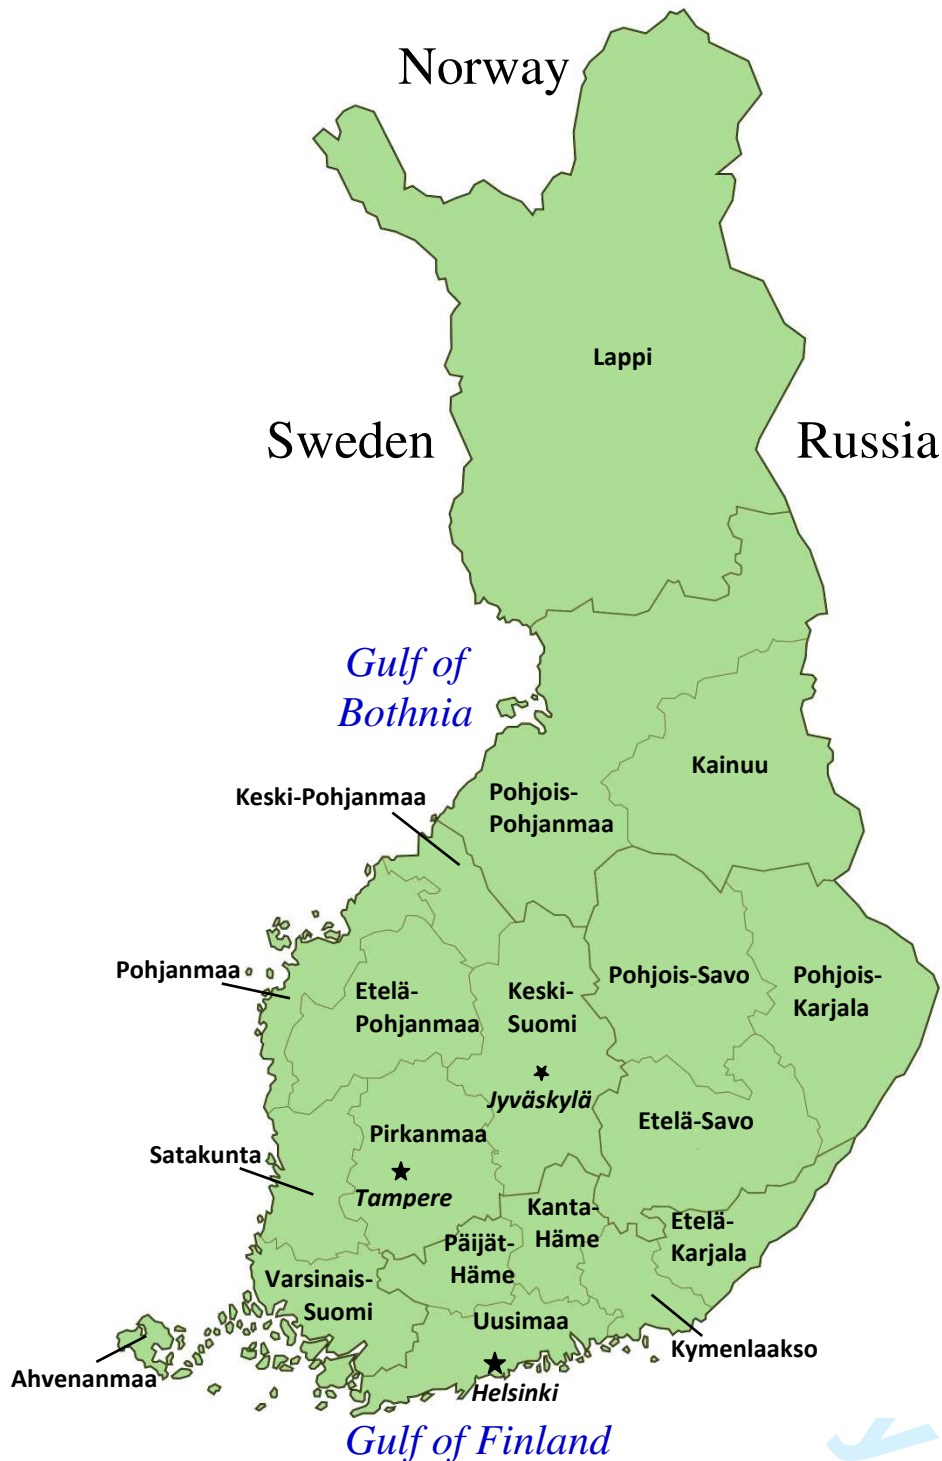 Norway
Lappi
Sweden
Russia
Gulf of
Bothnia
Kainuu
Keski-Pohjanmaa
Pohjois-
Pohjanmaa
Pohjanmaa
Etelä-
Pohjanmaa
Keski-
Suomi
Pohjois-Savo
Pohjois-
Karjala
Jyväskylä
Etelä-Savo
Pirkanmaa
Satakunta
Tampere
Kanta-
Häme
Etelä-
Karjala
Päijät-
Häme
Varsinais-
Suomi
Uusimaa
Kymenlaakso
Ahvenanmaa
Helsinki
Gulf of Finland